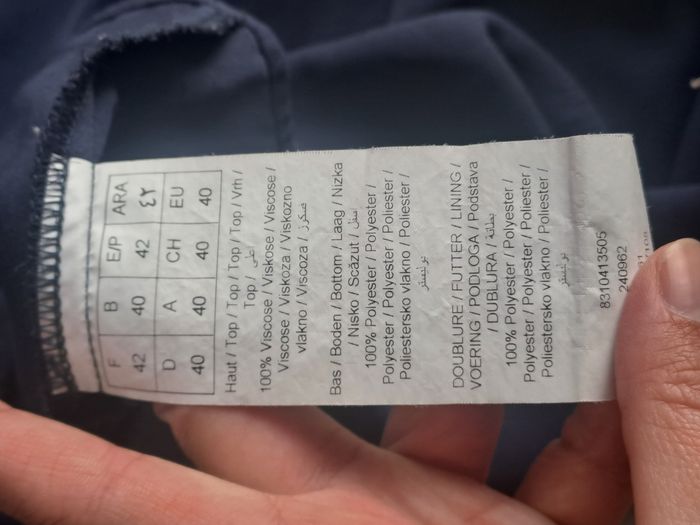 F B E/P ARA
42 40 42 ٤٢
D A CH EU
40 40 40 40
Haut / Top / Top / Top / Top / Vrh /
Top / اعلى
100% Viscose / Viskose / Viscose /
Viscose / Viskoza / Viskozno
vlakno / Viscoza /
Bas / Boden / Bottom / Laag / Nizka
/ Nisko / Scăzut / أسفل
100% Polyester / Polyester /
Polyester / Polyester / Poliester /
Poliestersko vlakno / Poliester /
بوليستر
DOUBLURE / FUTTER / LINING /
VOERING / PODLOGA / Podstava
/ DUBLURA / بطانة
100% Polyester / Polyester /
Polyester / Polyester / Poliester /
Poliestersko vlakno / Poliester /
بوليستر
8310413505
240962